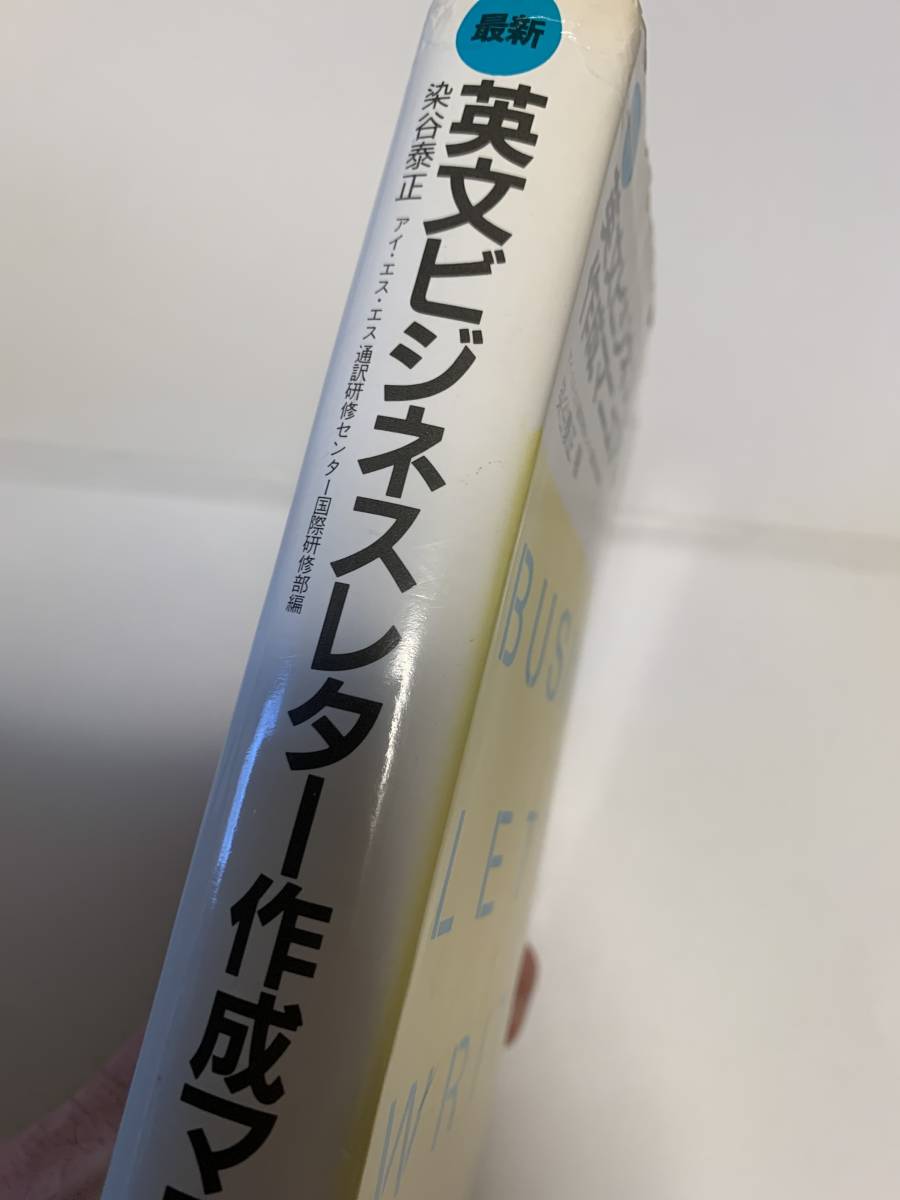 最新
英文ビジネスレター作成マ
染谷泰正
アイ・エス・エス通訳研修センター国際研修部編
BUS
LET
WRI